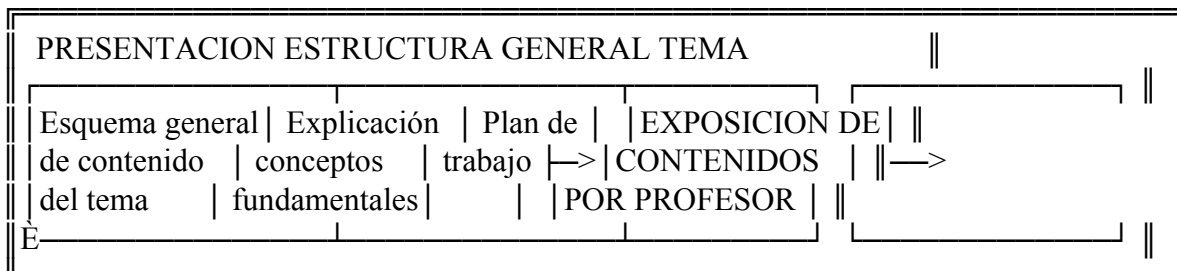 PRESENTACION ESTRUCTURA GENERAL TEMA
Esquema general│ Explicación │ Plan de │ │EXPOSICION DE│
de contenido │ conceptos │ trabajo ├─>│CONTENIDOS │ ║──>
del tema │ fundamentales│ │ │POR PROFESOR │
È